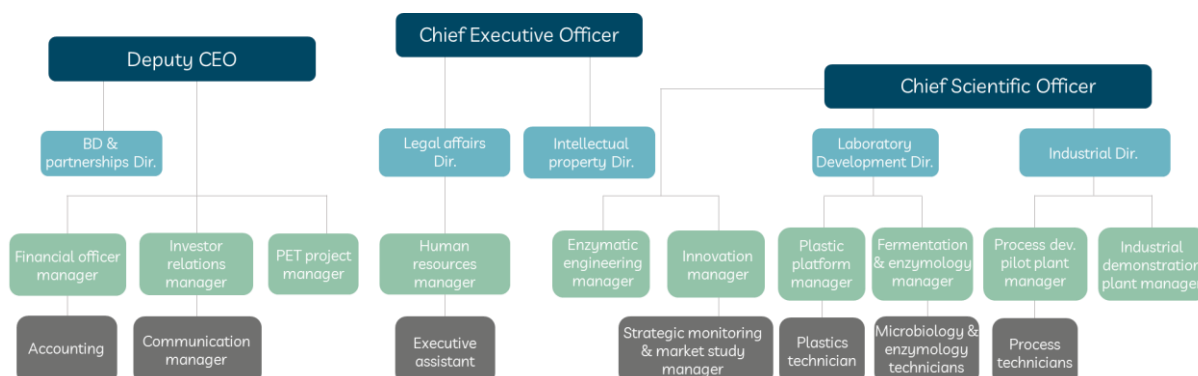 Chief Executive Officer
Deputy CEO
Chief Scientific Officer
BD &
partnerships Dir.
Legal affairs
Dir.
Intellectual
property Dir.
Laboratory
Development Dir.
Industrial Dir.
Financial officer
manager
Investor
relations
manager
PET project
manager
Human
resources
manager
Enzymatic
engineering
manager
Innovation
manager
Plastic
platform
manager
Fermentation
& enzymology
manager
Process dev.
pilot plant
manager
Industrial
demonstration
plant manager
Accounting
Communication
manager
Executive
assistant
Strategic monitoring
& market study
manager
Plastics
technician
Microbiology &
enzymology
technicians
Process
technicians